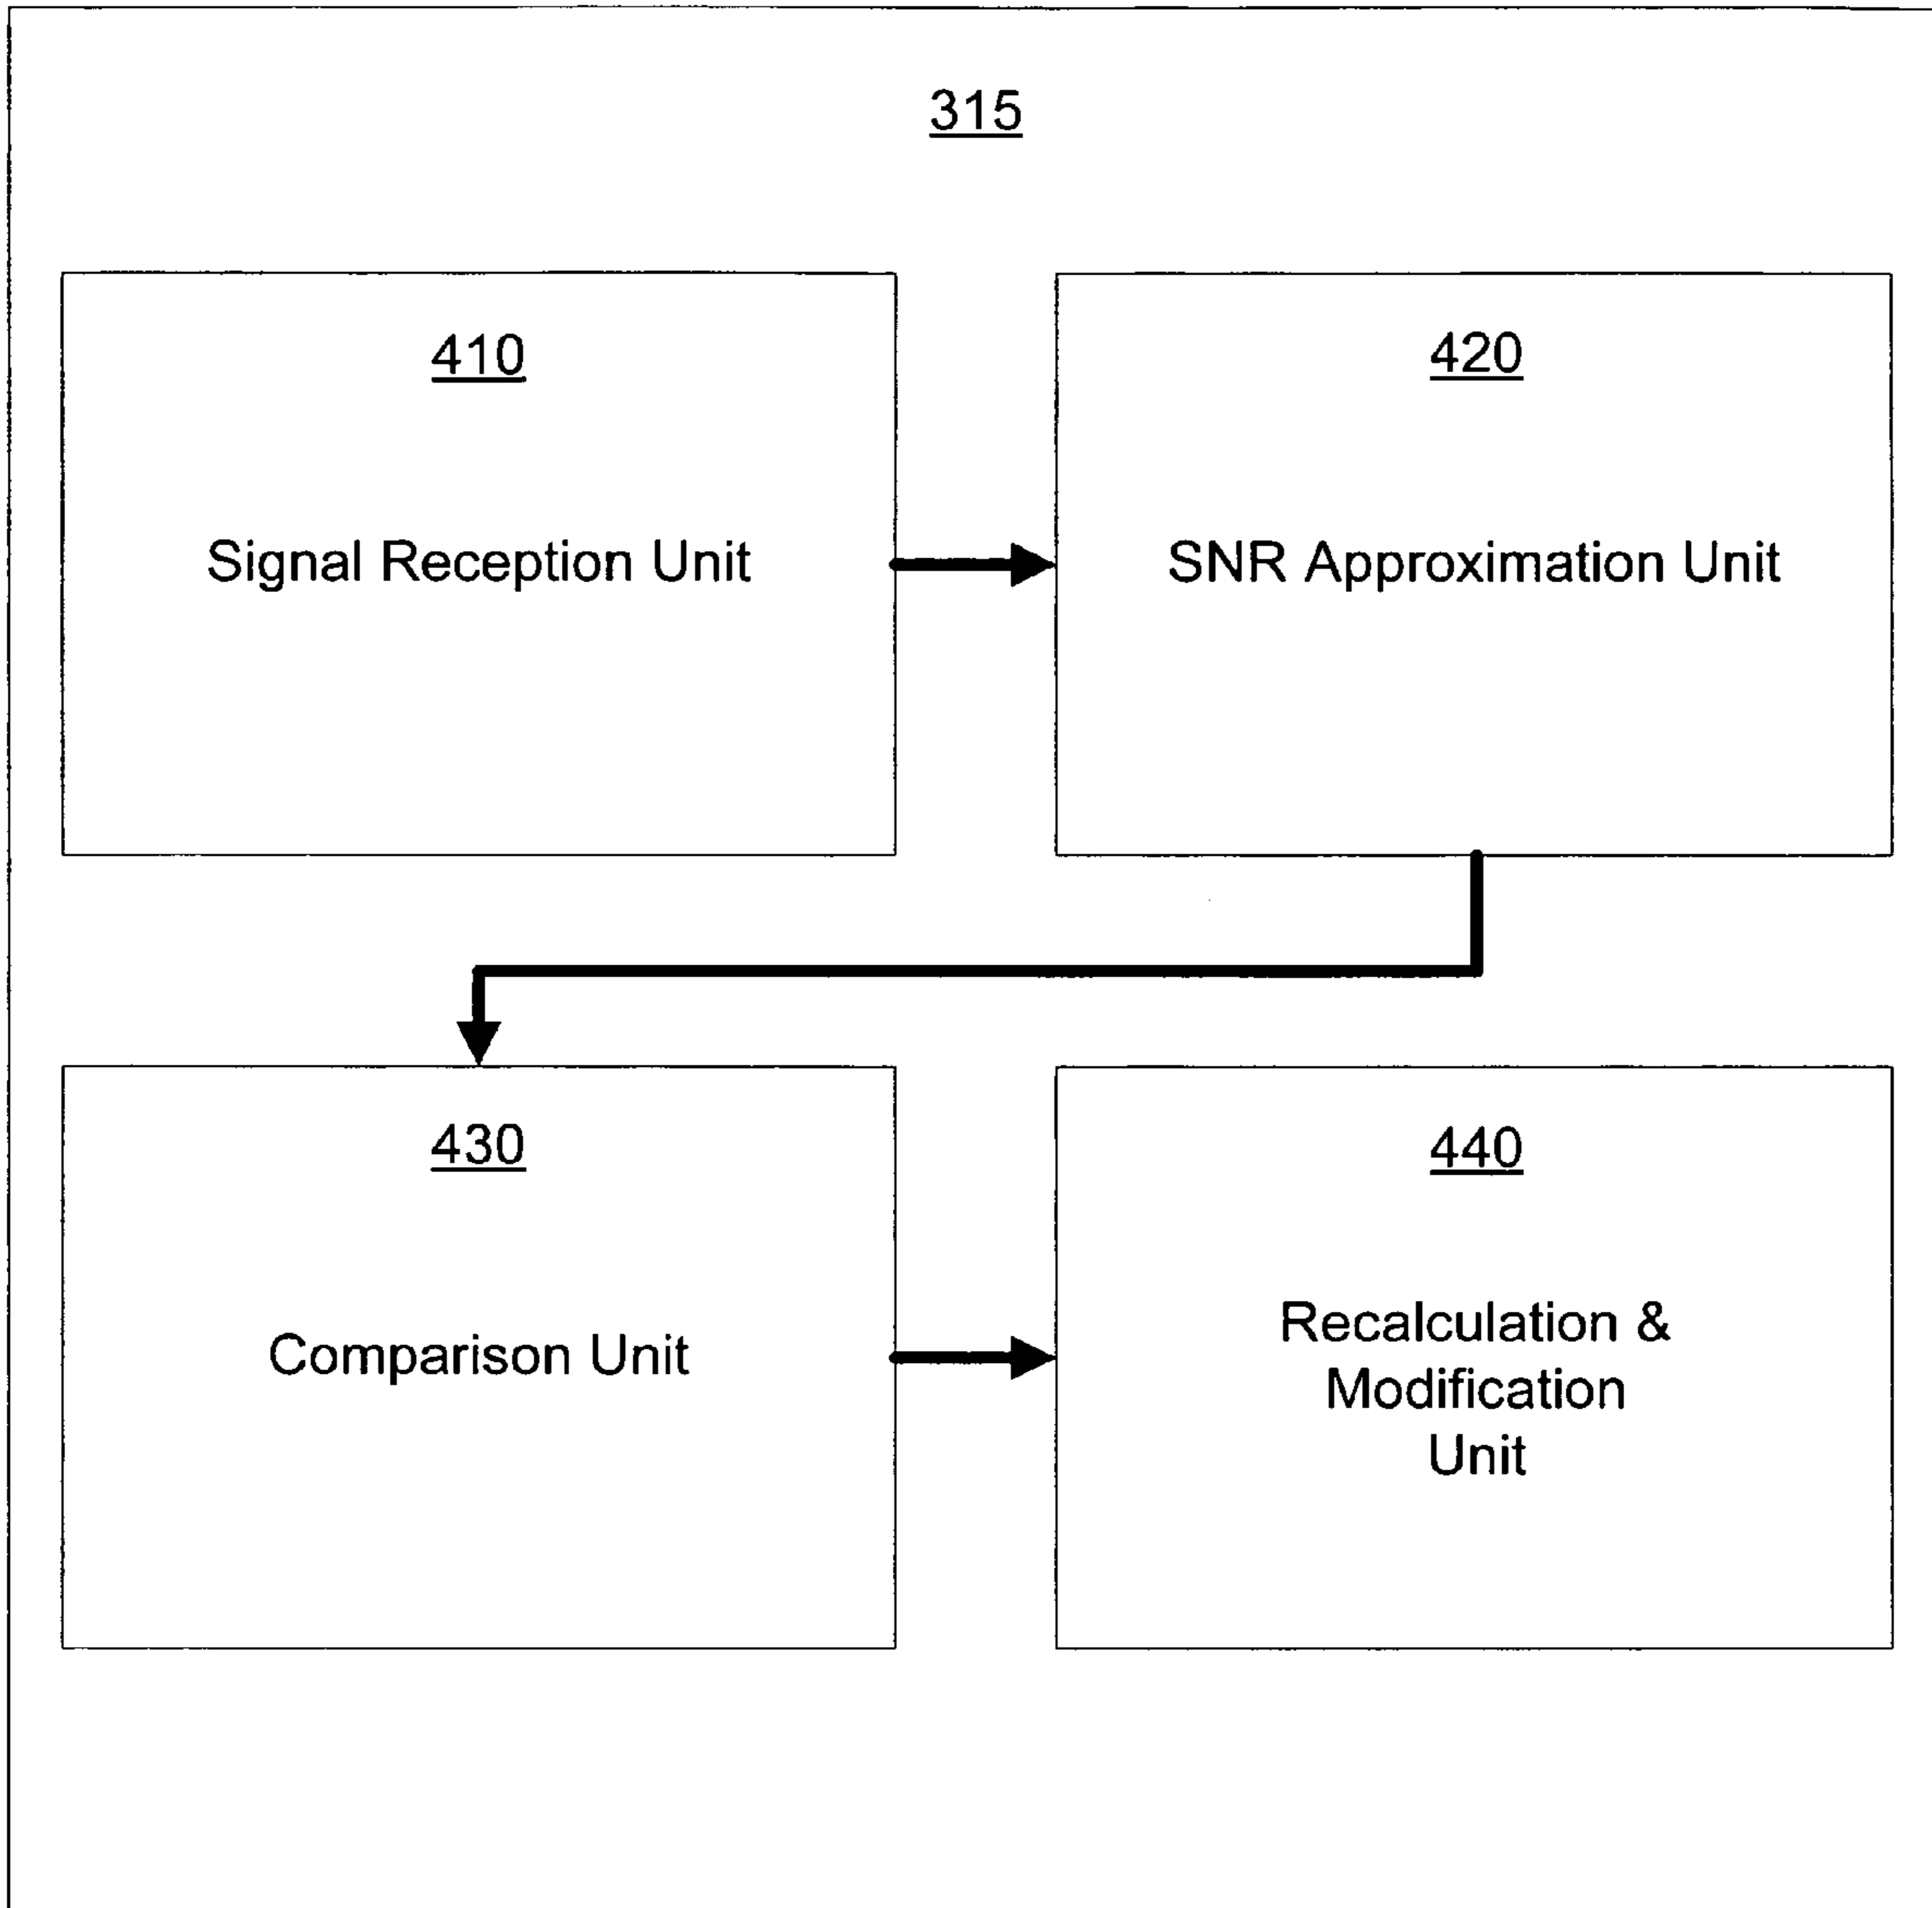 315
410
Signal Reception Unit
420
SNR Approximation Unit
430
Comparison Unit
440
Recalculation &
Modification
Unit